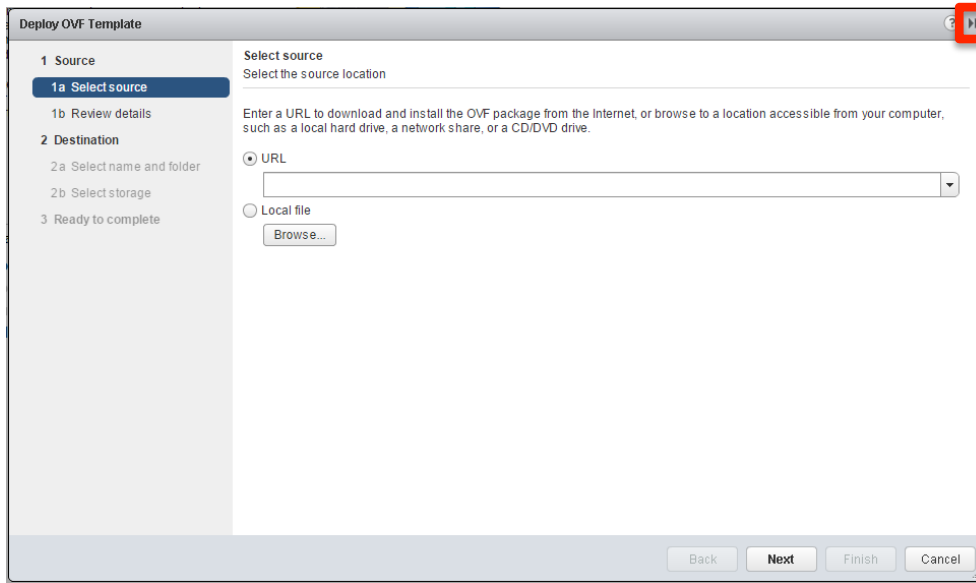 Deploy OVF Template
?
1 Source
1a Select source
1b Review details
2 Destination
2a Select name and folder
2b Select storage
3 Ready to complete
Select source
Select the source location
Enter a URL to download and install the OVF package from the Internet, or browse to a location accessible from your computer,
such as a local hard drive, a network share, or a CD/DVD drive.
URL
Local file
Browse...
Back
Next
Finish
Cancel